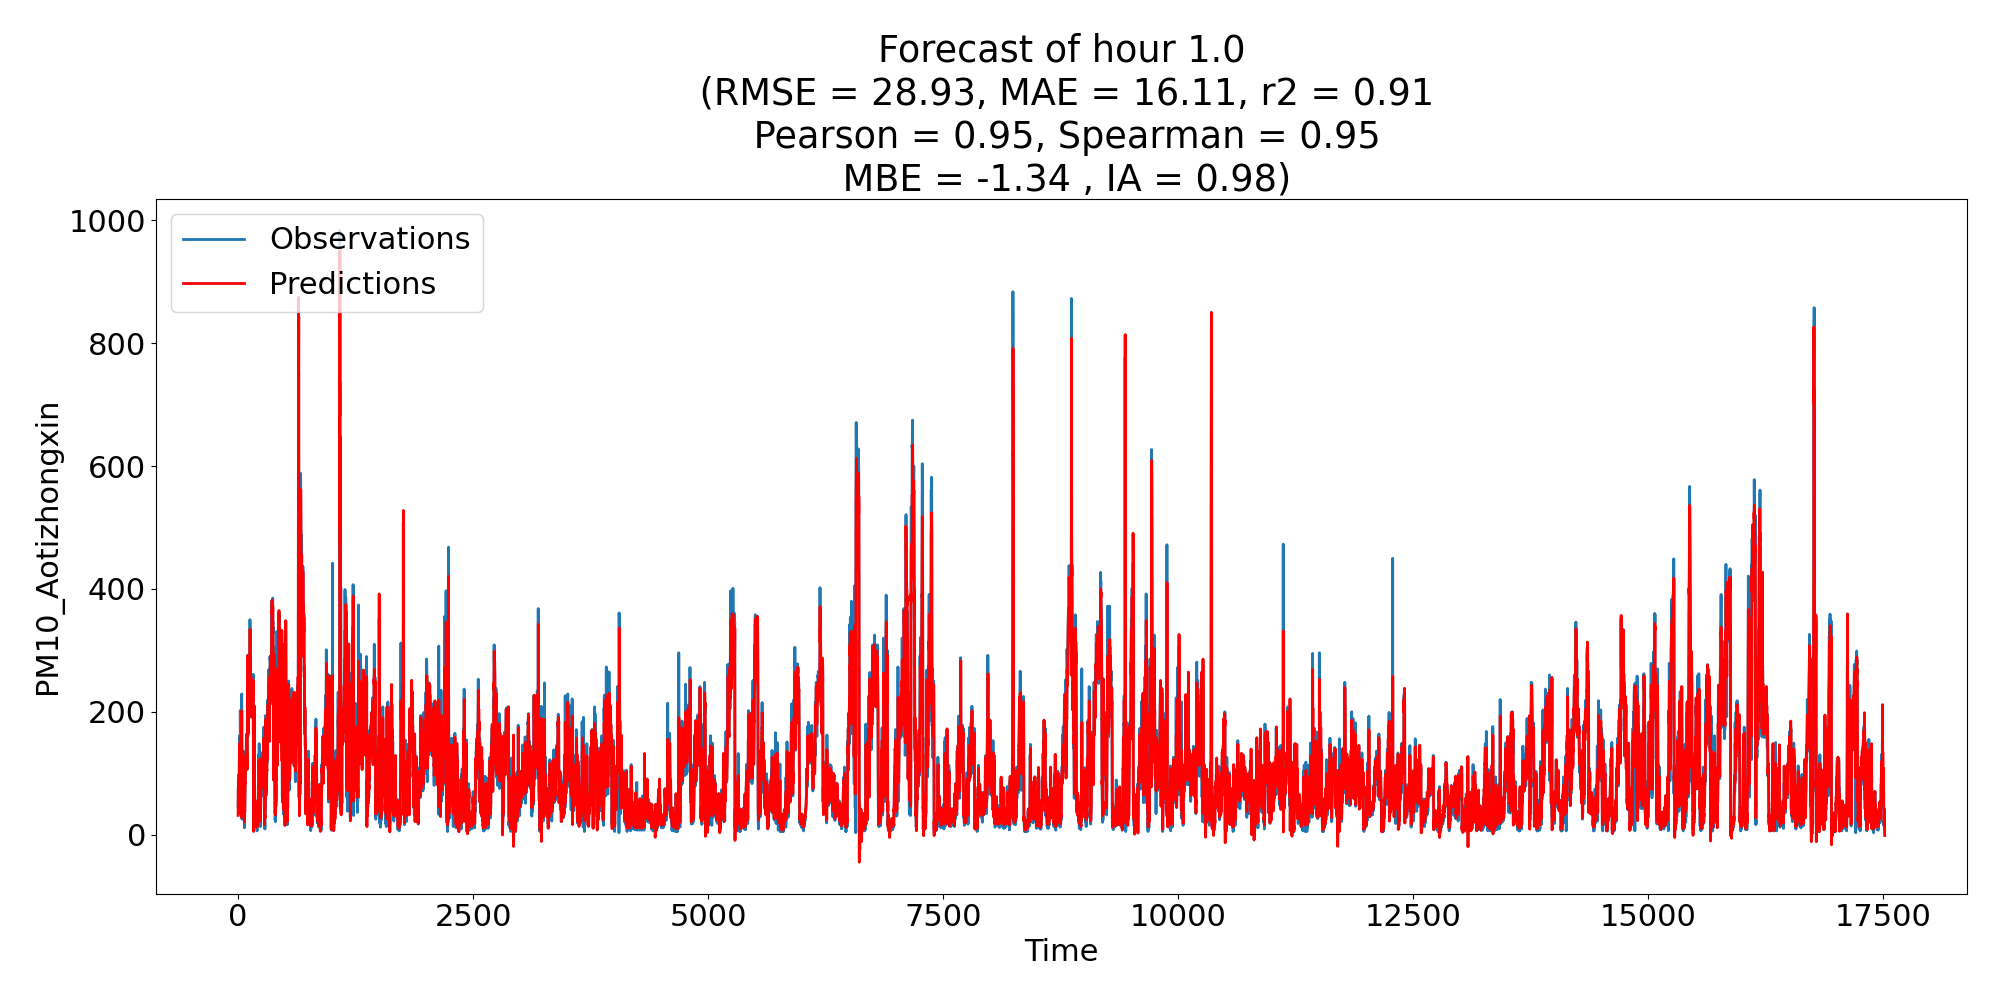 Forecast of hour 1.0
(RMSE = 28.93, MAE = 16.11, r2 = 0.91
Pearson = 0.95, Spearman = 0.95
MBE = -1.34 , IA = 0.98)
Observations
Predictions
PM10_Aotizhongxin
1000
800
600
400
200
0
0 2500 5000 7500 10000 12500 15000 17500
Time